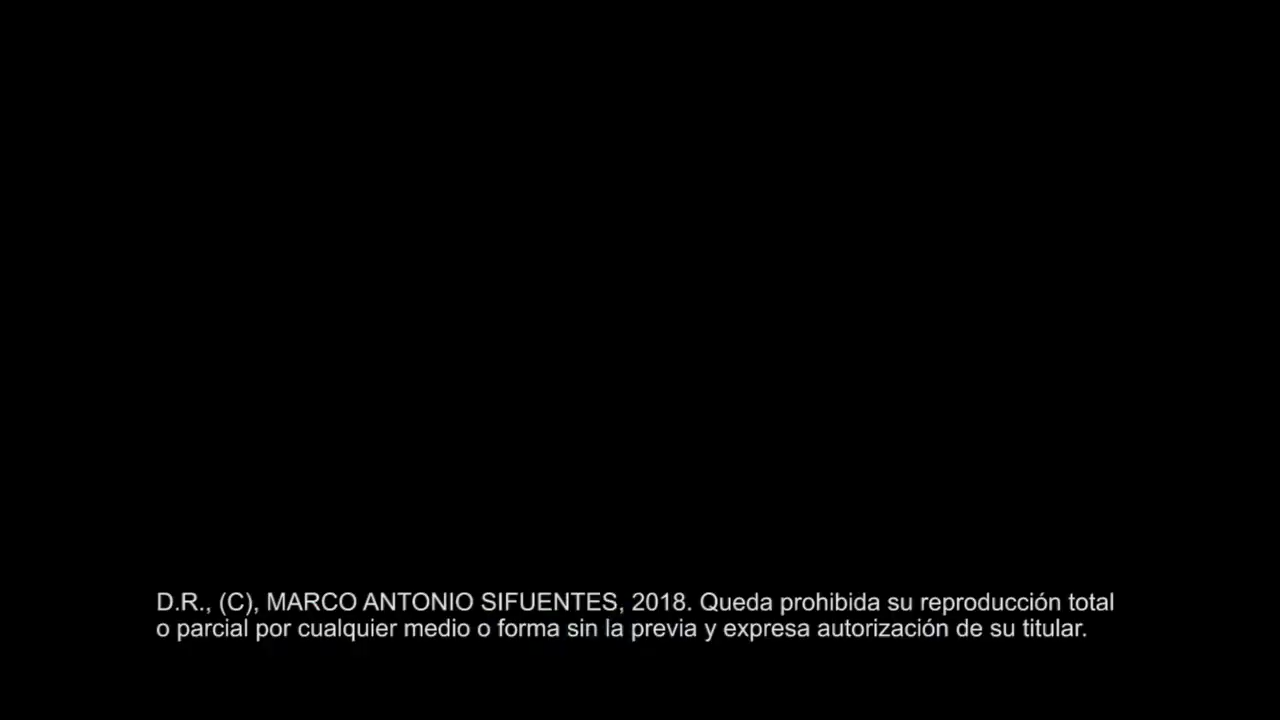 D.R., (C), MARCO ANTONIO SIFUENTES, 2018. Queda prohibida su reproducción total
o parcial por cualquier medio o forma sin la previa y expresa autorización de su titular.